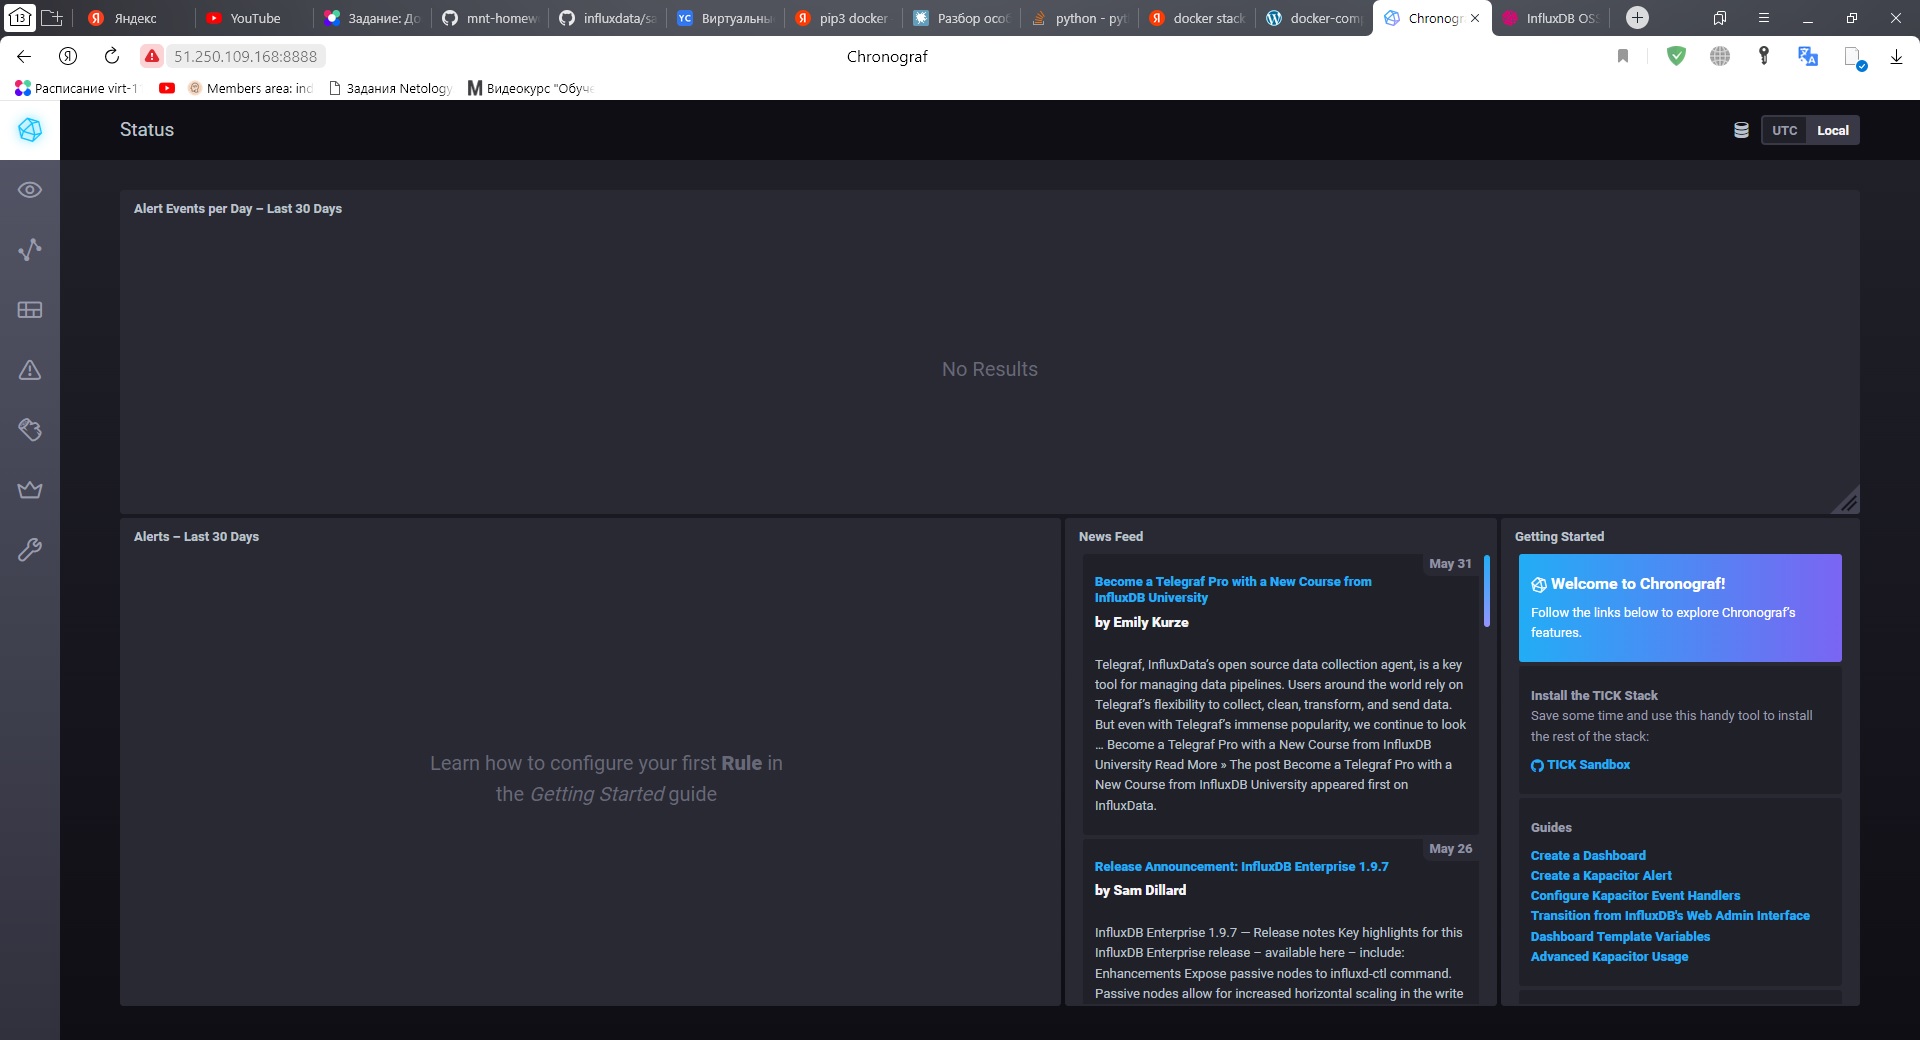 13
Яндекс
YouTube
Задание: До
mnt-homew
influxdata/sa
Виртуальны
pip3 docker
Разбор особ
python - pyt
docker stack
docker-comp
Chronogr
InfluxDB OSS
51.250.109.168:8888
Chronograf
Расписание virt-1
Members area: ind
Задания Netology
Видеокурс "Обуче
Status
UTC
Local
Alert Events per Day – Last 30 Days
No Results
Alerts – Last 30 Days
Learn how to configure your first Rule in
the Getting Started guide
News Feed
May 31
Become a Telegraf Pro with a New Course from
InfluxDB University
by Emily Kurze
Telegraf, InfluxData's open source data collection agent, is a key
tool for managing data pipelines. Users around the world rely on
Telegraf's flexibility to collect, clean, transform, and send data.
But even with Telegraf's immense popularity, we continue to look
... Become a Telegraf Pro with a New Course from InfluxDB
University Read More » The post Become a Telegraf Pro with a
New Course from InfluxDB University appeared first on
InfluxData.
May 26
Release Announcement: InfluxDB Enterprise 1.9.7
by Sam Dillard
InfluxDB Enterprise 1.9.7 — Release notes Key highlights for this
InfluxDB Enterprise release – available here – include:
Enhancements Expose passive nodes to influxd-ctl command.
Passive nodes allow for increased horizontal scaling in the write
Getting Started
Welcome to Chronograf!
Follow the links below to explore Chronograf's
features.
Install the TICK Stack
Save some time and use this handy tool to install
the rest of the stack:
TICK Sandbox
Guides
Create a Dashboard
Create a Kapacitor Alert
Configure Kapacitor Event Handlers
Transition from InfluxDB's Web Admin Interface
Dashboard Template Variables
Advanced Kapacitor Usage